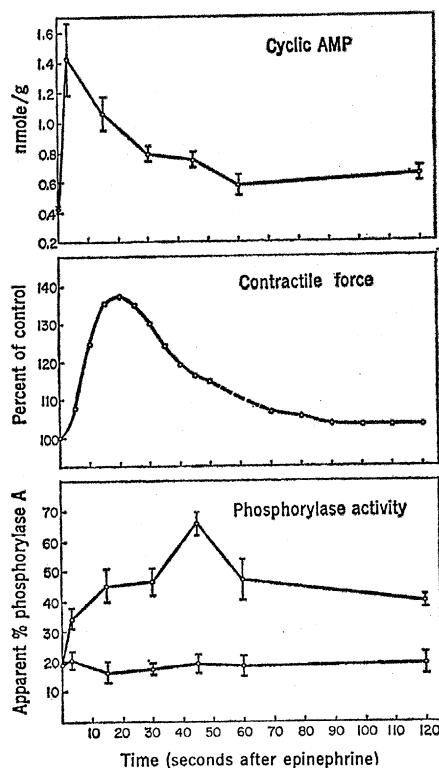 Cyclic AMP
nmole/g
1.6
1.4
1.2
1.0
0.8
0.6
0.4
0.2
Contractile force
Percent of control
140
130
120
110
100
Phosphorylase activity
Apparent % phosphorylase A
70
60
50
40
30
20
10
10 20 30 40 50 60 70 80 90 100 110 120
Time (seconds after epinephrine)